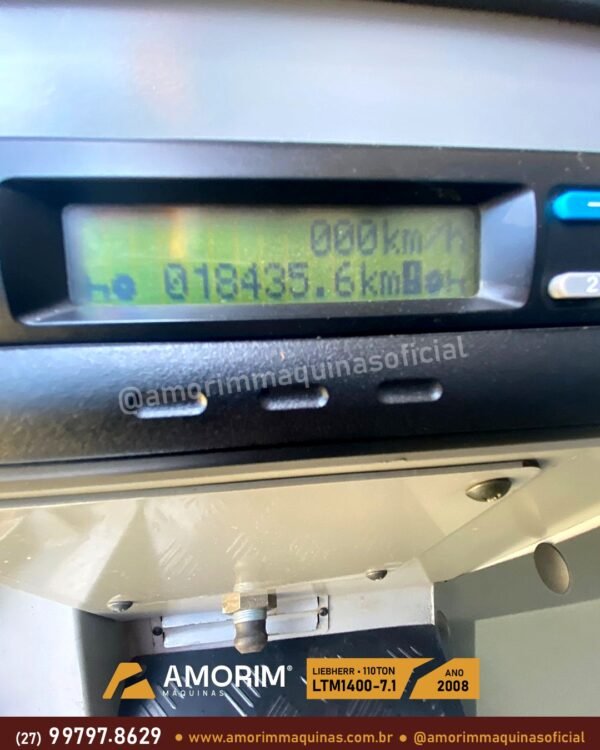 000km/h
018435.6km
2
@amorimmaquinasoficial
AMORIM®
MÁQUINAS
LIEBHERR • 110TON
LTM1400-7.1
ANO
2008
(27) 99797.8629 • www.amorimmaquinas.com.br • @amorimmaquinasoficial